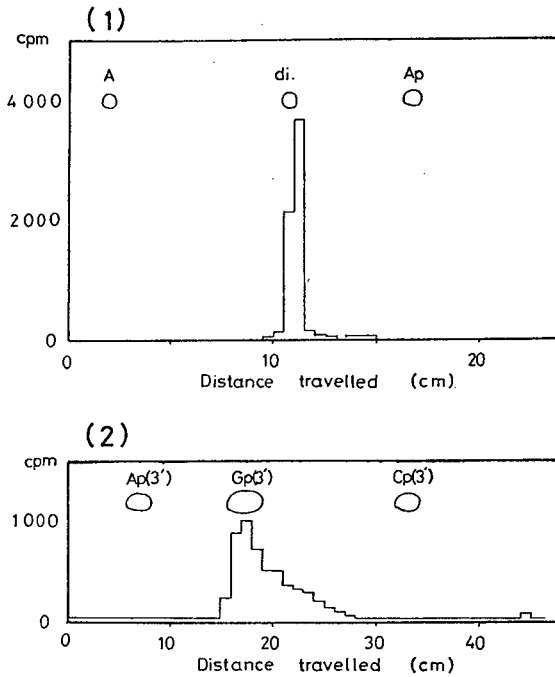 (1)
cpm
A di. Ap
4000
2000
0
0 10 20
Distance travelled (cm).
(2)
cpm
Ap(3′) Gp(3′) Cp(3′)
1000
0
0 10 20 30 40
Distance travelled (cm)